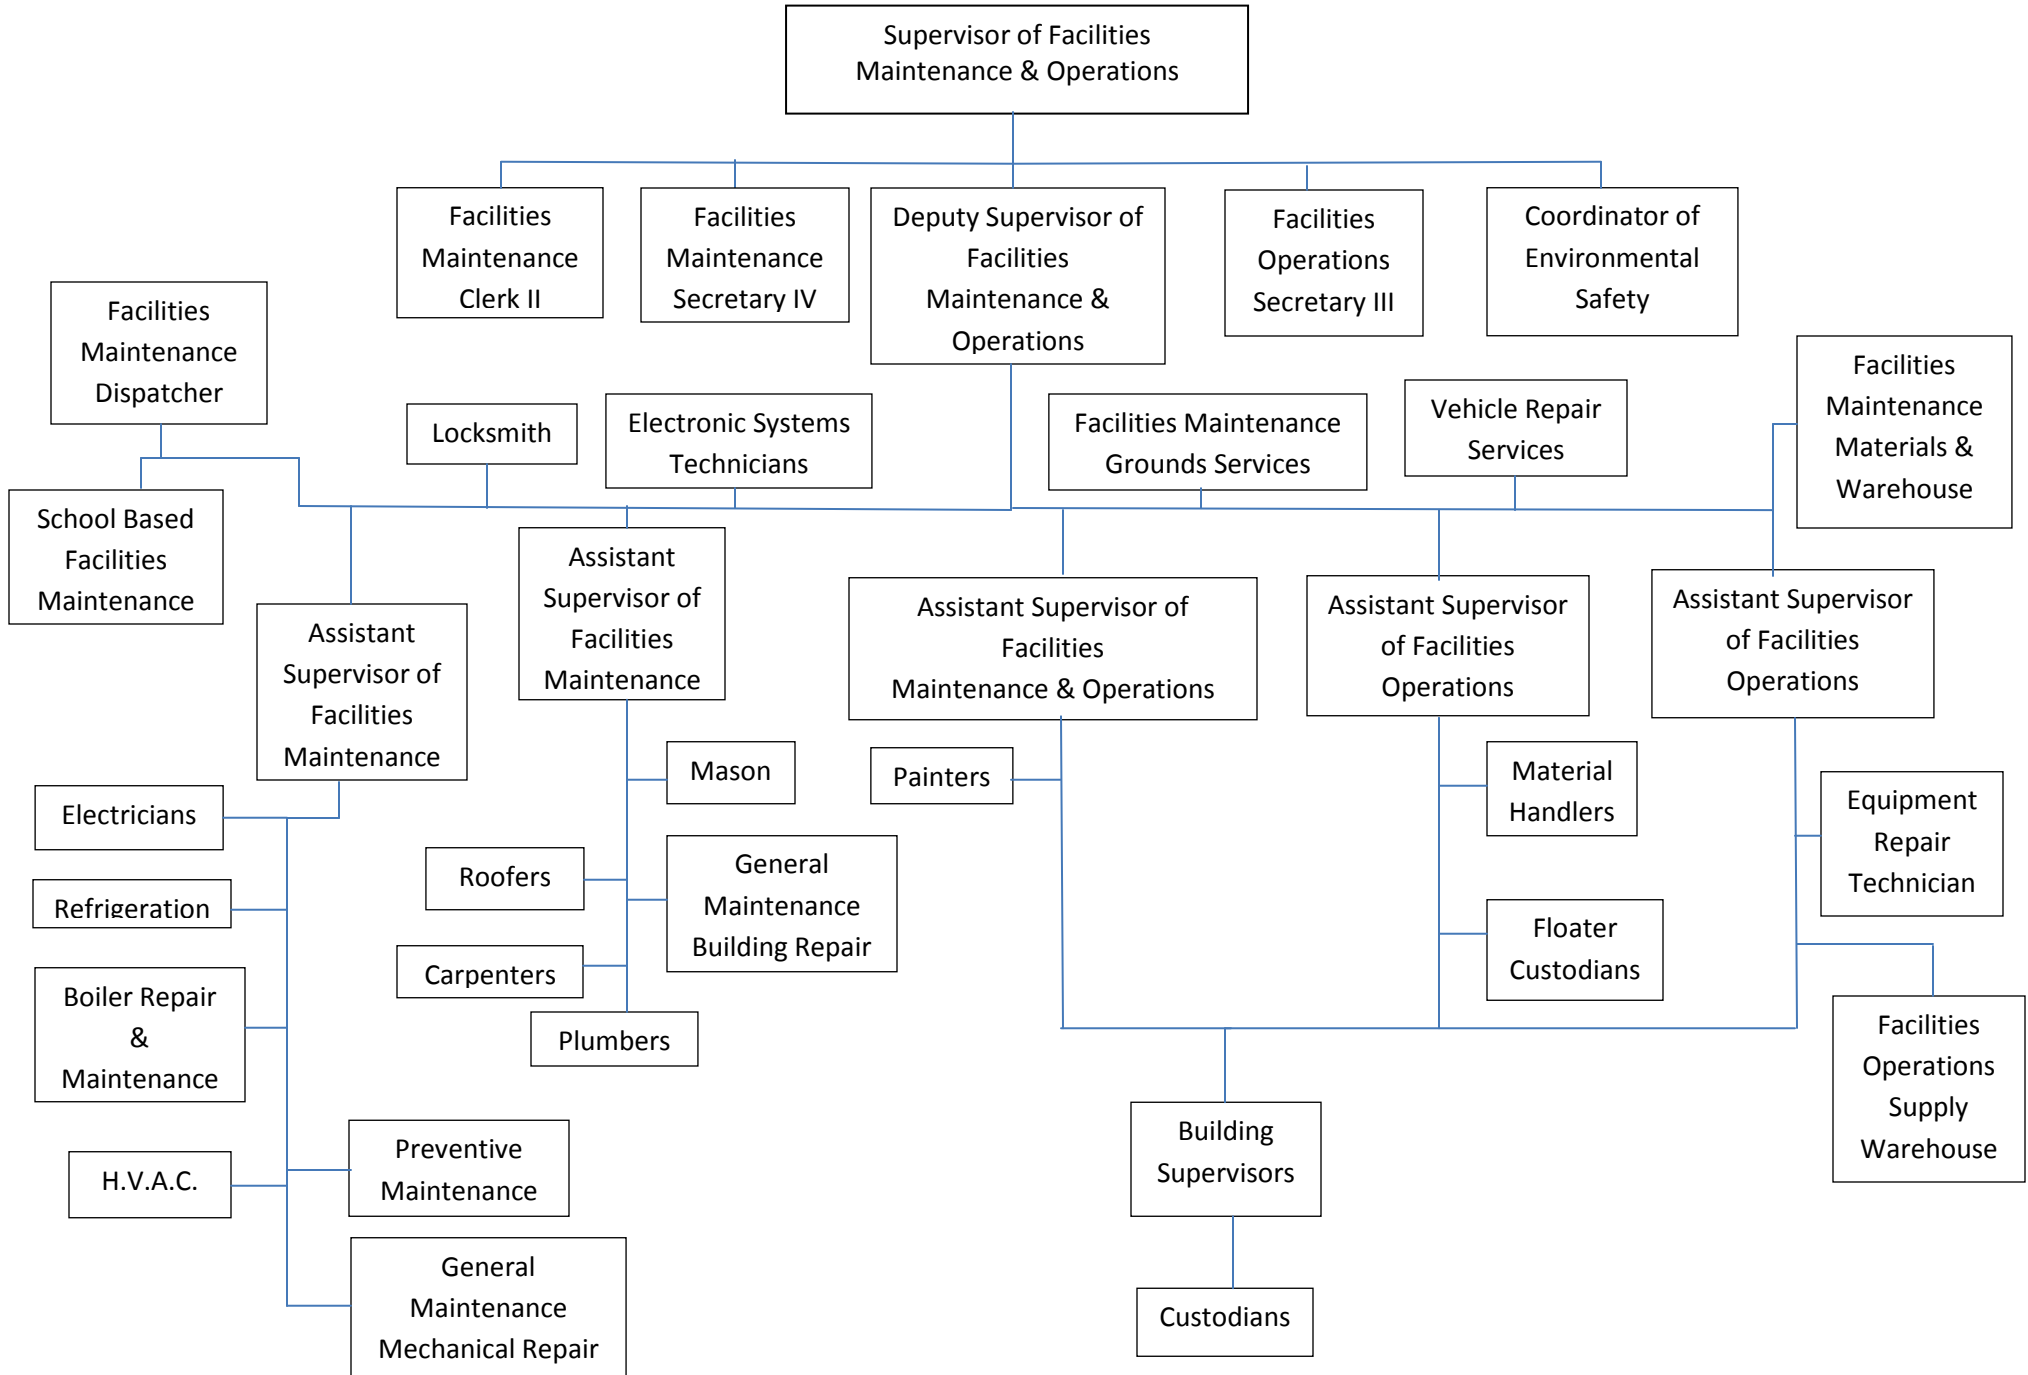 Supervisor of Facilities
Maintenance & Operations
Facilities
Maintenance
Clerk II
Facilities
Maintenance
Secretary IV
Deputy Supervisor of
Facilities
Maintenance &
Operations
Facilities
Operations
Secretary III
Coordinator of
Environmental
Safety
Facilities
Maintenance
Dispatcher
Locksmith
Electronic Systems
Technicians
Facilities Maintenance
Grounds Services
Vehicle Repair
Services
Facilities
Maintenance
Materials &
Warehouse
School Based
Facilities
Maintenance
Assistant
Supervisor of
Facilities
Maintenance
Assistant
Supervisor of
Facilities
Maintenance
Assistant Supervisor of
Facilities
Maintenance & Operations
Assistant Supervisor
of Facilities
Operations
Assistant Supervisor
of Facilities
Operations
Electricians
Refrigeration
Boiler Repair
&
Maintenance
H.V.A.C.
Preventive
Maintenance
General
Maintenance
Mechanical Repair
Mason
Roofers
General
Maintenance
Building Repair
Carpenters
Plumbers
Painters
Material
Handlers
Floater
Custodians
Equipment
Repair
Technician
Facilities
Operations
Supply
Warehouse
Building
Supervisors
Custodians